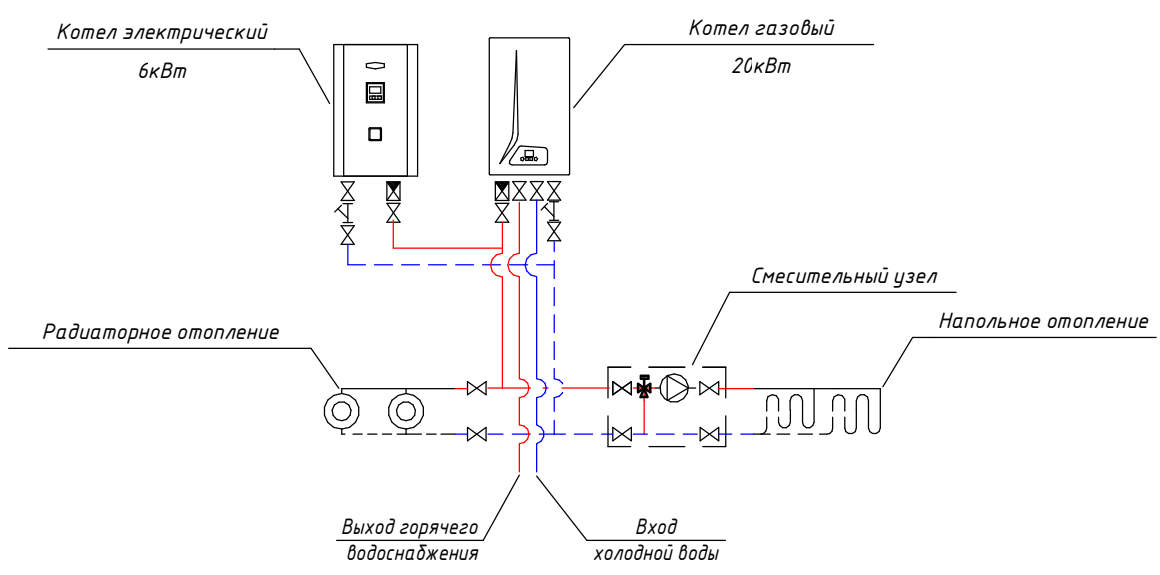 Котел электрический
6кВт
Котел газовый
20кВт
Смесительный узел
Напольное отопление
Радиаторное отопление
Выход горячего
водоснабжения
Вход
холодной воды